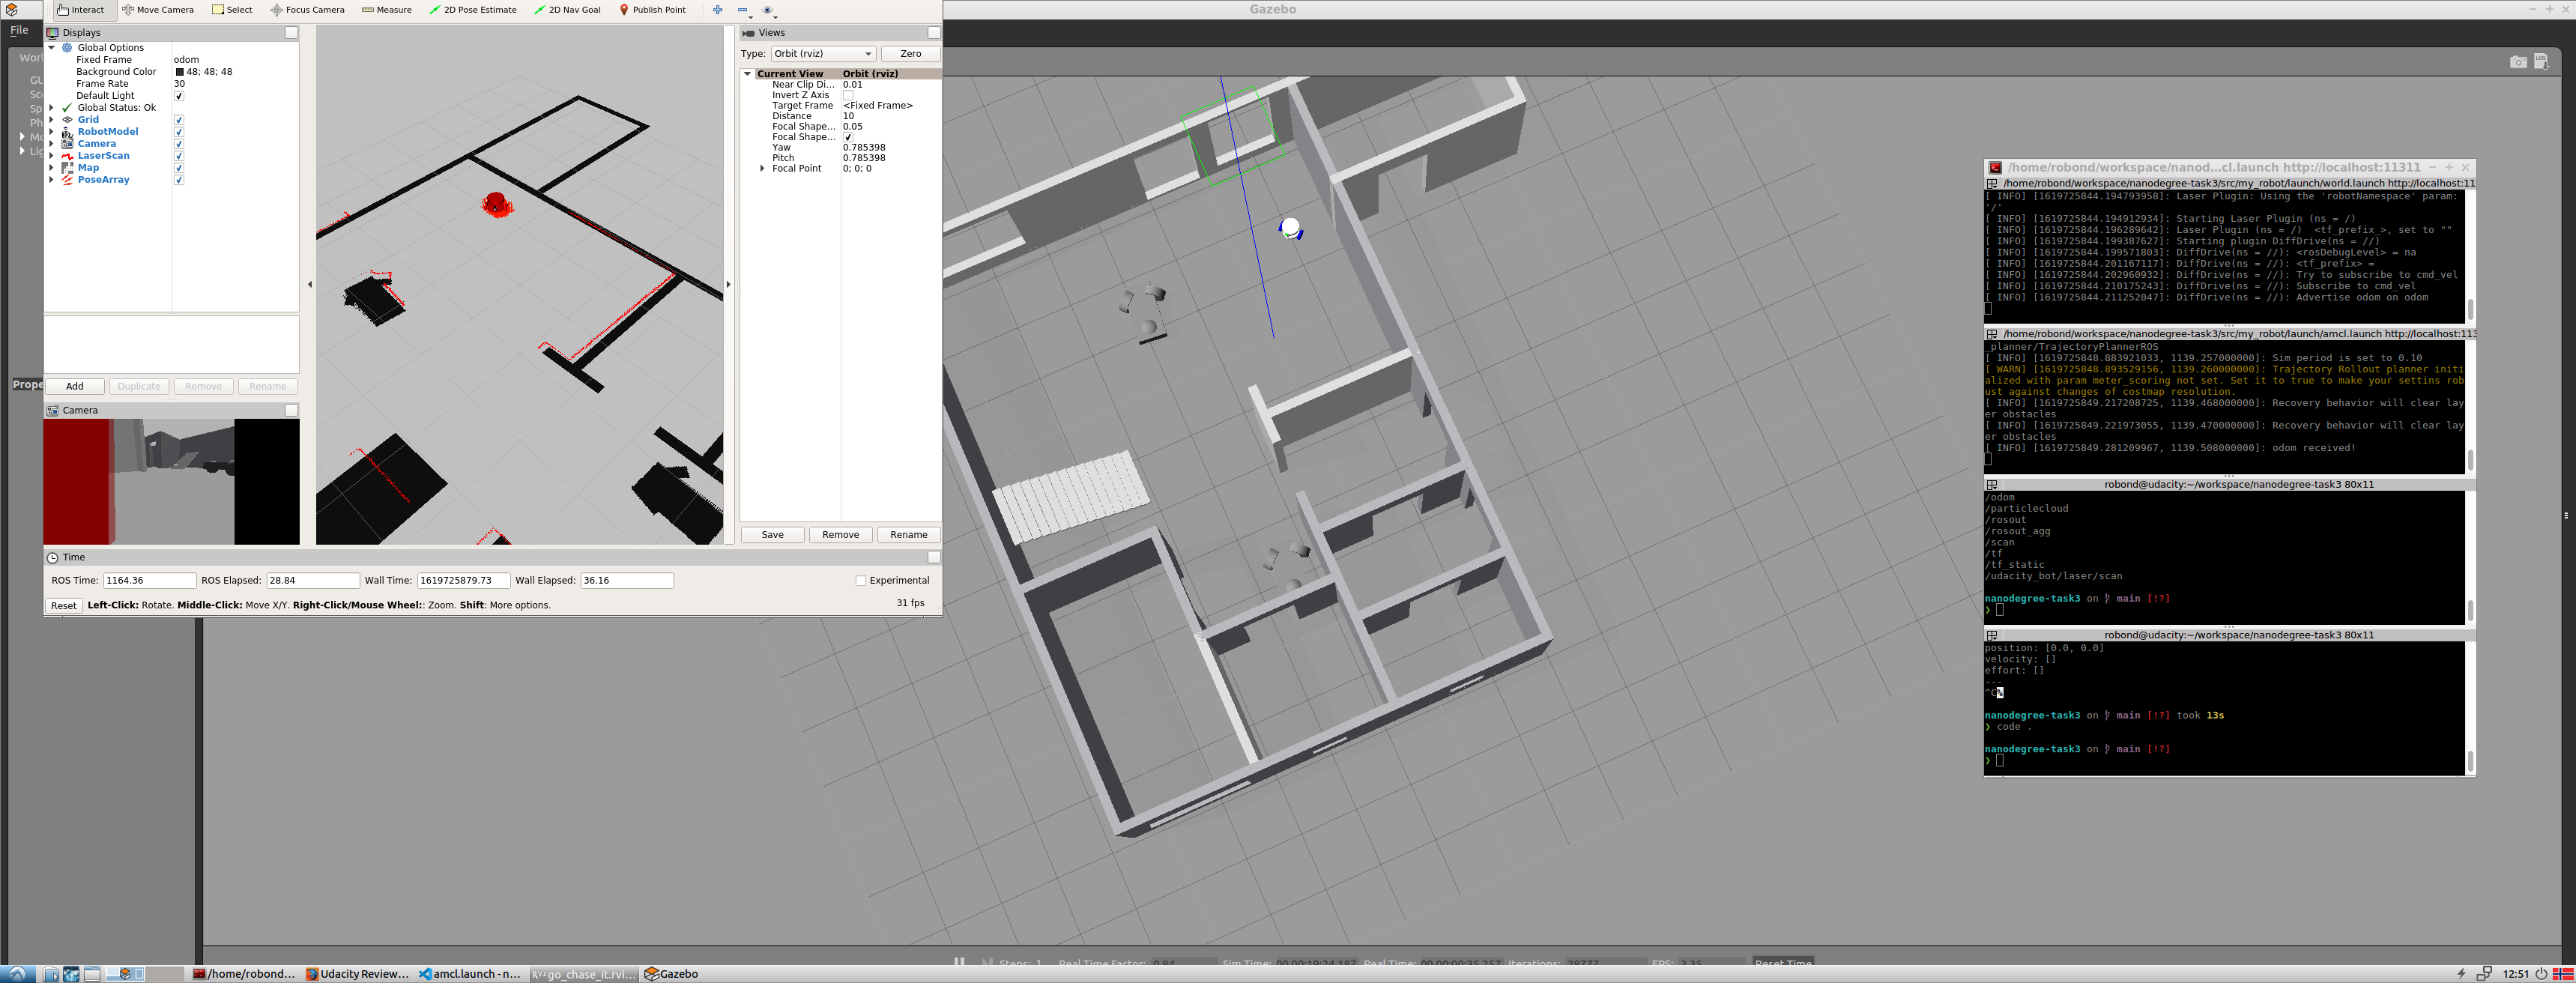 Interact Move Camera Select Focus Camera Measure 2D Pose Estimate 2D Nav Goal Publish Point
Gazebo
File
Displays
Global Options
Fixed Frame odom
Background Color 48; 48; 48
Frame Rate 30
Default Light
Global Status: Ok
Grid
RobotModel
Camera
LaserScan
Map
PoseArray
Add Duplicate Remove Rename
Camera
Views
Type: Orbit (rviz) Zero
Current View Orbit (rviz)
Near Clip Di... 0.01
Invert Z Axis
Target Frame <Fixed Frame>
Distance 10
Focal Shape... 0.05
Focal Shape...
Yaw 0.785398
Pitch 0.785398
Focal Point 0; 0; 0
Save Remove Rename
Time
ROS Time: 1164.36 ROS Elapsed: 28.84 Wall Time: 1619725879.73 Wall Elapsed: 36.16 Experimental
Reset Left-Click: Rotate. Middle-Click: Move X/Y. Right-Click/Mouse Wheel:: Zoom. Shift: More options. 31 fps
/home/robond/workspace/nanod...cl.launch http://localhost:11311
/home/robond/workspace/nanodegree-task3/src/my_robot/launch/world.launch http://localhost:11
[ INFO] [1619725844.194793958]: Laser Plugin: Using the 'robotNamespace' param:
'/'
[ INFO] [1619725844.194912934]: Starting Laser Plugin (ns = /)
[ INFO] [1619725844.196289642]: Laser Plugin (ns = /) <tf_prefix_>, set to ""
[ INFO] [1619725844.199387627]: Starting plugin DiffDrive(ns = //)
[ INFO] [1619725844.199571803]: DiffDrive(ns = //): <rosDebugLevel> = na
[ INFO] [1619725844.201167117]: DiffDrive(ns = //): <tf_prefix> =
[ INFO] [1619725844.202960932]: DiffDrive(ns = //): Try to subscribe to cmd_vel
[ INFO] [1619725844.210175243]: DiffDrive(ns = //): Subscribe to cmd_vel
[ INFO] [1619725844.211252047]: DiffDrive(ns = //): Advertise odom on odom
/home/robond/workspace/nanodegree-task3/src/my_robot/launch/amcl.launch http://localhost:113
_planner/TrajectoryPlannerROS
[ INFO] [1619725848.883921033, 1139.257000000]: Sim period is set to 0.10
[ WARN] [1619725848.893529156, 1139.260000000]: Trajectory Rollout planner initi
alized with param meter_scoring not set. Set it to true to make your settins rob
ust against changes of costmap resolution.
[ INFO] [1619725849.217208725, 1139.468000000]: Recovery behavior will clear lay
er obstacles
[ INFO] [1619725849.221973055, 1139.470000000]: Recovery behavior will clear lay
er obstacles
[ INFO] [1619725849.281209967, 1139.508000000]: odom received!
robond@udacity:~/workspace/nanodegree-task3 80x11
/odom
/particlecloud
/rosout
/rosout_agg
/scan
/tf
/tf_static
/udacity_bot/laser/scan
nanodegree-task3 on main [!?]
❯
robond@udacity:~/workspace/nanodegree-task3 80x11
position: [0.0, 0.0]
velocity: []
effort: []
---
^C%
nanodegree-task3 on main [!?] took 13s
❯ code .
nanodegree-task3 on main [!?]
❯
Prope
/home/robond... Udacity Review... amcl.launch - n... go_chase_it.rvi... Gazebo 12:51